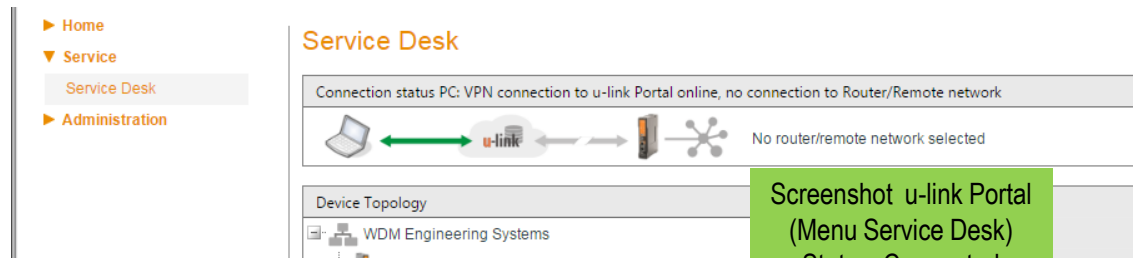 Home
Service
Service Desk
Administration
Service Desk
Connection status PC: VPN connection to u-link Portal online, no connection to Router/Remote network
u-link
No router/remote network selected
Device Topology
WDM Engineering Systems
Screenshot u-link Portal
(Menu Service Desk)